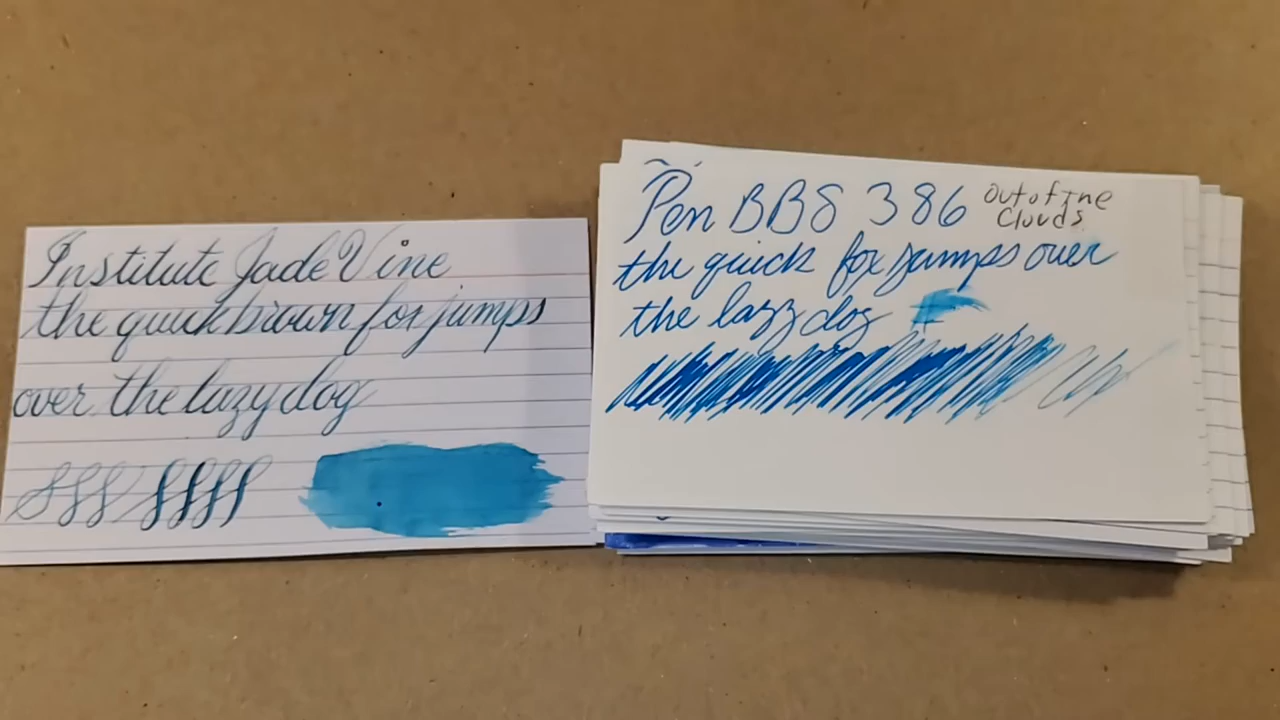 Institute Jade Vine
the quick brown fox jumps
over the lazy dog
Pen BBS 386
Out of the
Clouds
the quick fox jumps over
the lazy dog